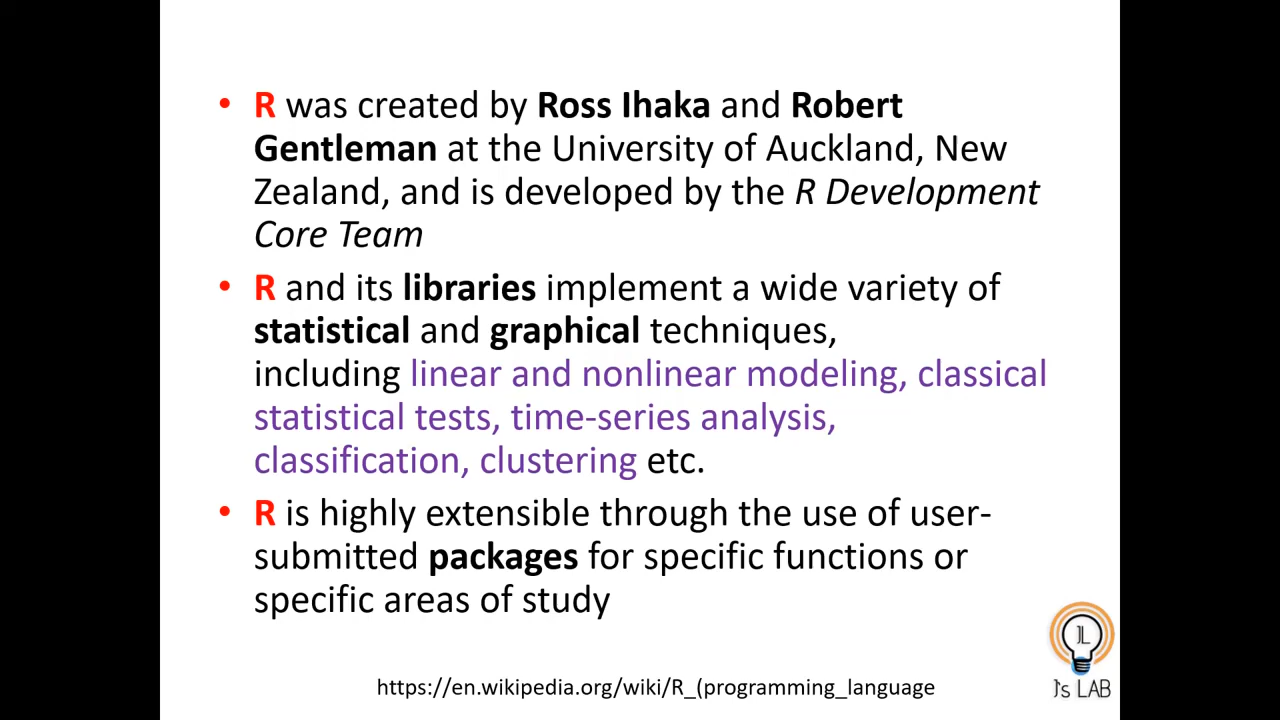 • R was created by Ross Ihaka and Robert
Gentleman at the University of Auckland, New
Zealand, and is developed by the R Development
Core Team
• R and its libraries implement a wide variety of
statistical and graphical techniques,
including linear and nonlinear modeling, classical
statistical tests, time-series analysis,
classification, clustering etc.
• R is highly extensible through the use of user-
submitted packages for specific functions or
specific areas of study
JL
J's LAB
https://en.wikipedia.org/wiki/R_(programming_language